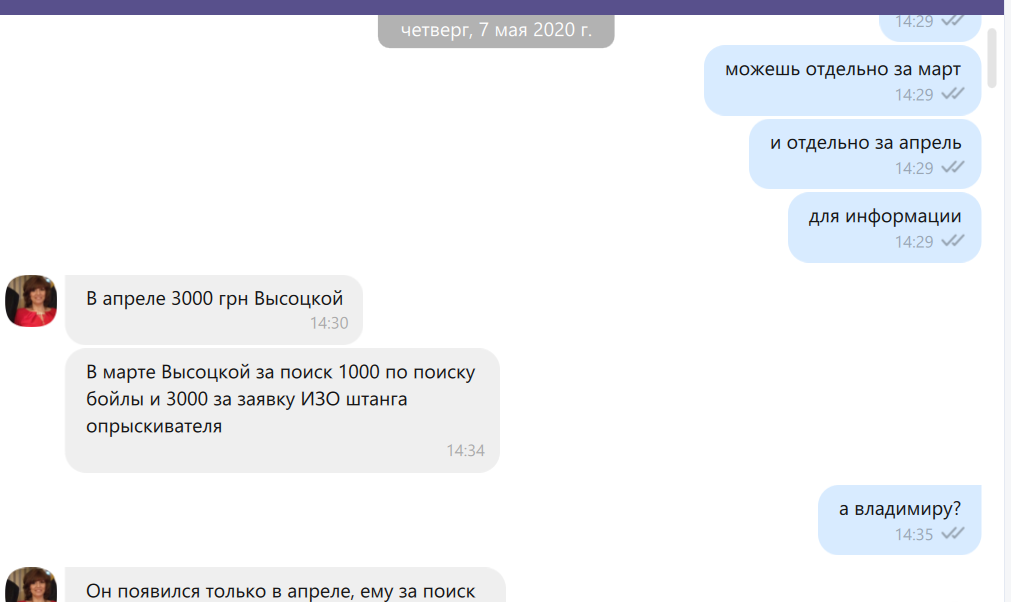 14:29
четверг, 7 мая 2020 г.
можешь отдельно за март
14:29
и отдельно за апрель
14:29
для информации
14:29
В апреле 3000 грн Высоцкой
14:30
В марте Высоцкой за поиск 1000 по поиску
бойлы и 3000 за заявку ИЗО штанга
опрыскивателя
14:34
а владимиру?
14:35
Он появился только в апреле, ему за поиск